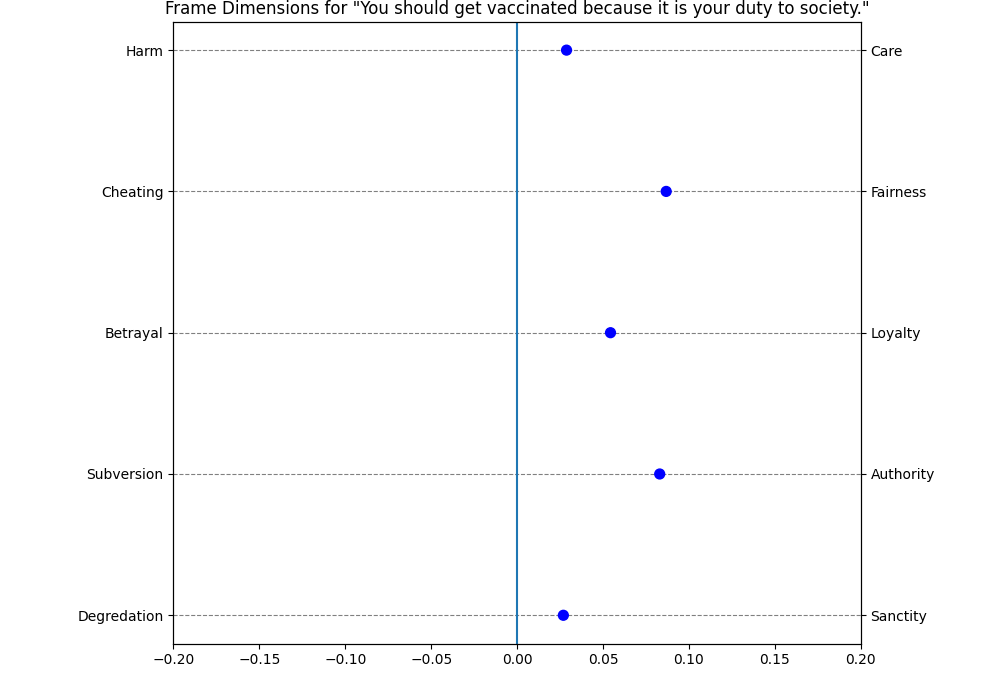 Frame Dimensions for "You should get vaccinated because it is your duty to society."
Harm Care
Cheating Fairness
Betrayal Loyalty
Subversion Authority
Degredation Sanctity
−0.20 −0.15 −0.10 −0.05 0.00 0.05 0.10 0.15 0.20